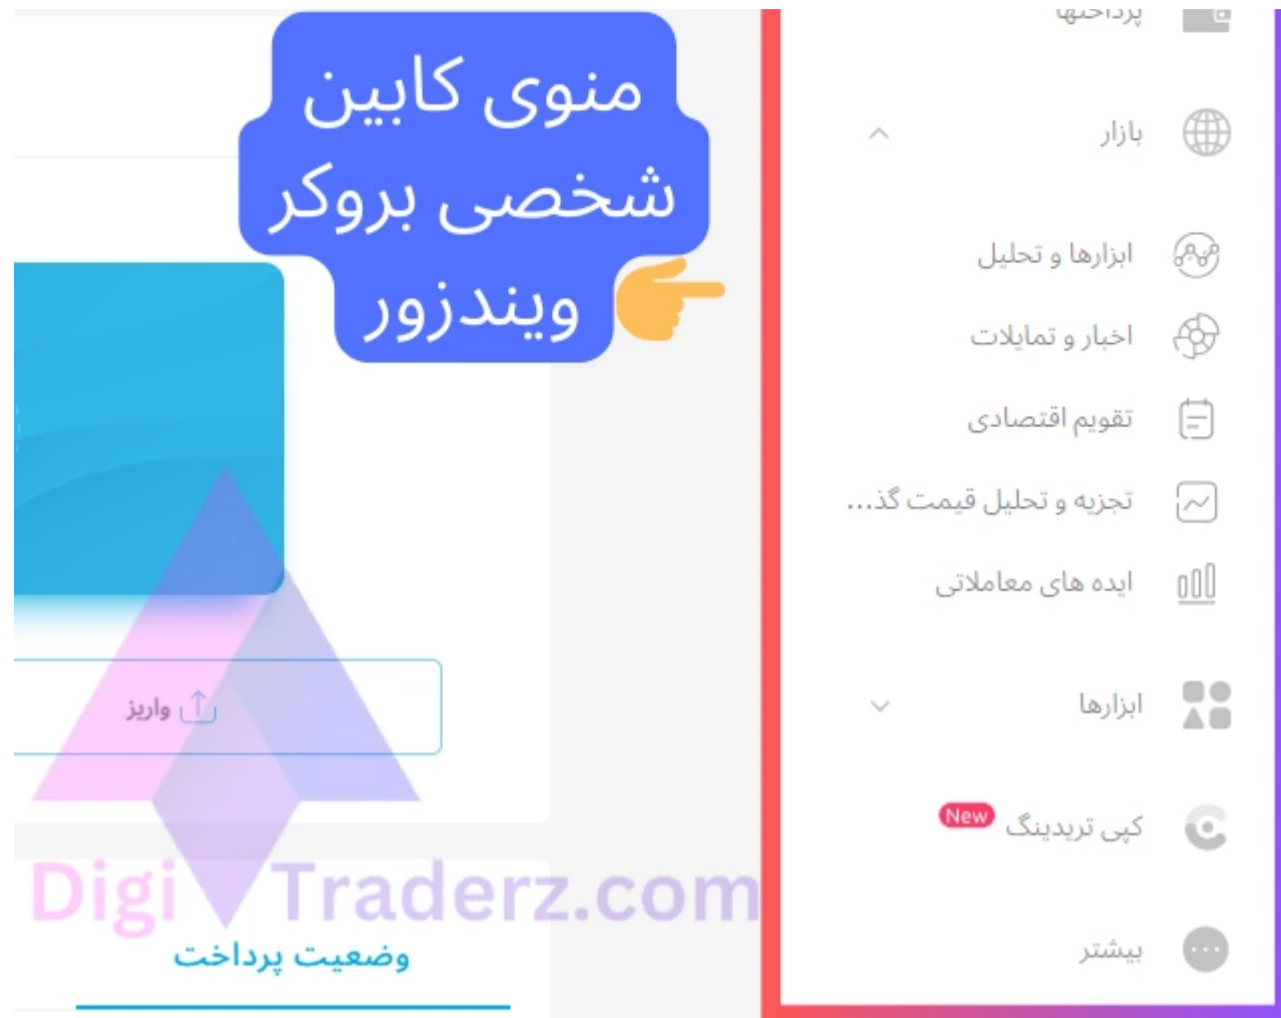 پرداختها
منوی کابین
شخصی بروکر
ویندزور
بازار
ابزارها و تحلیل
اخبار و تمایلات
تقویم اقتصادی
تجزیه و تحلیل قیمت گذ...
ایده های معاملاتی
ابزارها
کپی تریدینگ New
بیشتر
واریز
Digi Traderz.com
وضعیت پرداخت